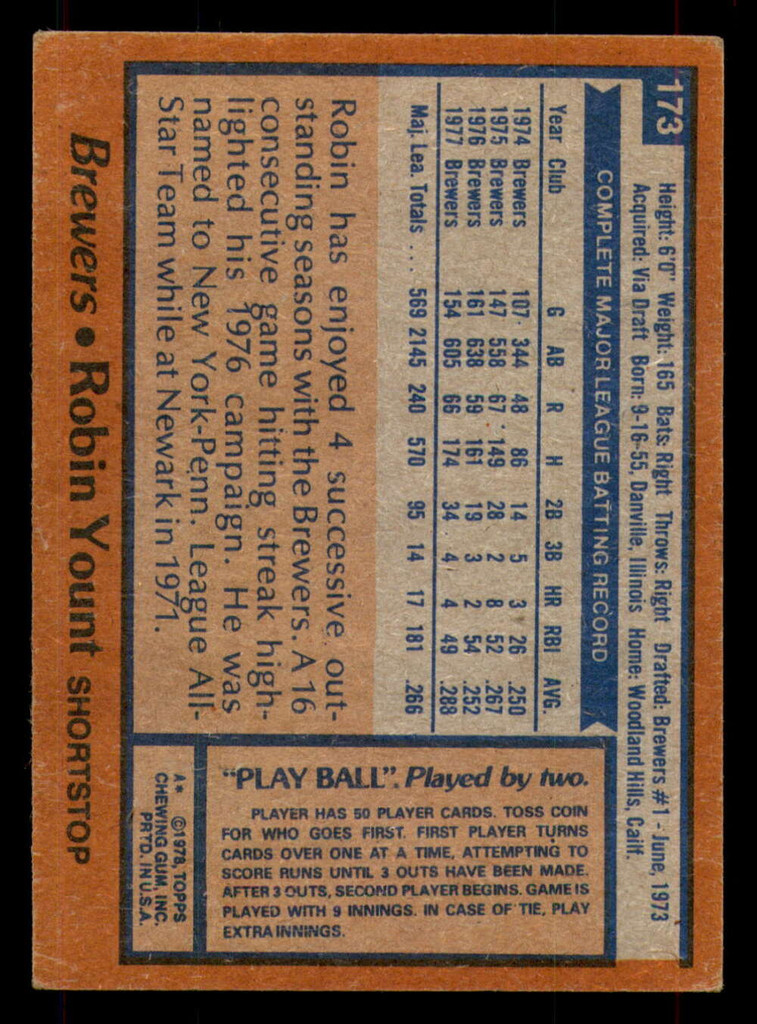 173
Height: 6'0" Weight: 165 Bats: Right Throws: Right Drafted: Brewers #1 - June, 1973
Acquired: Via Draft Born: 9-16-55, Danville, Illinois Home: Woodland Hills, Calif.
COMPLETE MAJOR LEAGUE BATTING RECORD
Year Club G AB R H 2B 3B HR RBI AVG.
1974 Brewers 107 344 48 86 14 5 3 26 .250
1975 Brewers 147 558 67 149 28 2 8 52 .267
1976 Brewers 161 638 59 161 19 3 2 54 .252
1977 Brewers 154 605 66 174 34 4 4 49 .288
Maj. Lea. Totals ... 569 2145 240 570 95 14 17 181 .266
Robin has enjoyed 4 successive out-
standing seasons with the Brewers. A 16
consecutive game hitting streak high-
lighted his 1976 campaign. He was
named to New York-Penn. League All-
Star Team while at Newark in 1971.
Brewers • Robin Yount SHORTSTOP
"PLAY BALL". Played by two.
PLAYER HAS 50 PLAYER CARDS. TOSS COIN
FOR WHO GOES FIRST. FIRST PLAYER TURNS
CARDS OVER ONE AT A TIME, ATTEMPTING TO
SCORE RUNS UNTIL 3 OUTS HAVE BEEN MADE.
AFTER 3 OUTS, SECOND PLAYER BEGINS. GAME IS
PLAYED WITH 9 INNINGS. IN CASE OF TIE, PLAY
EXTRA INNINGS.
A* ©1978, TOPPS
CHEWING GUM, INC.
PRTD. IN U.S.A.